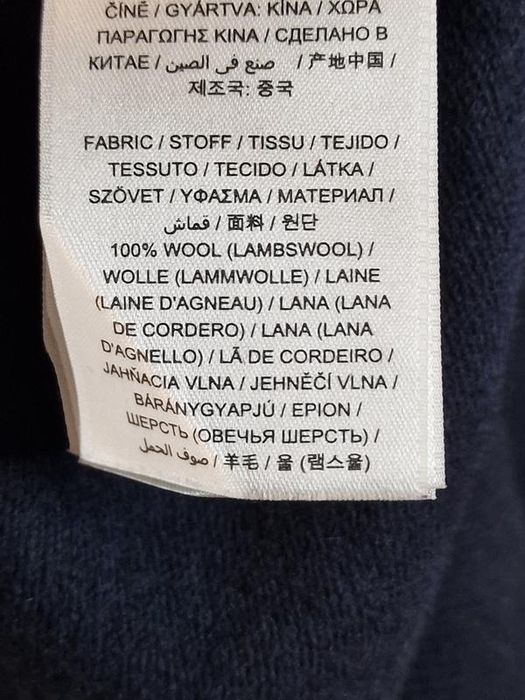 ČÍNĚ / GYÁRTVA: KÍNA / ΧΩΡΑ
ΠΑΡΑΓΩΓΗΣ ΚΙΝΑ / СДЕЛАНО В
КИТАЕ / صنع في الصين / 产地中国 /
제조국: 중국
FABRIC / STOFF / TISSU / TEJIDO /
TESSUTO / TECIDO / LÁTKA /
SZÖVET / ΥΦΑΣΜΑ / МАТЕРИАЛ /
قماش / 面料 / 원단
100% WOOL (LAMBSWOOL) /
WOLLE (LAMMWOLLE) / LAINE
(LAINE D'AGNEAU) / LANA (LANA
DE CORDERO) / LANA (LANA
D'AGNELLO) / LÃ DE CORDEIRO /
JAHŇACIA VLNA / JEHNĚČÍ VLNA /
BÁRÁNYGYAPJÚ / ΕΡΙΟΝ /
ШЕРСТЬ (ОВЕЧЬЯ ШЕРСТЬ) /
صوف الحمل / 羊毛 / 울 (램스울)